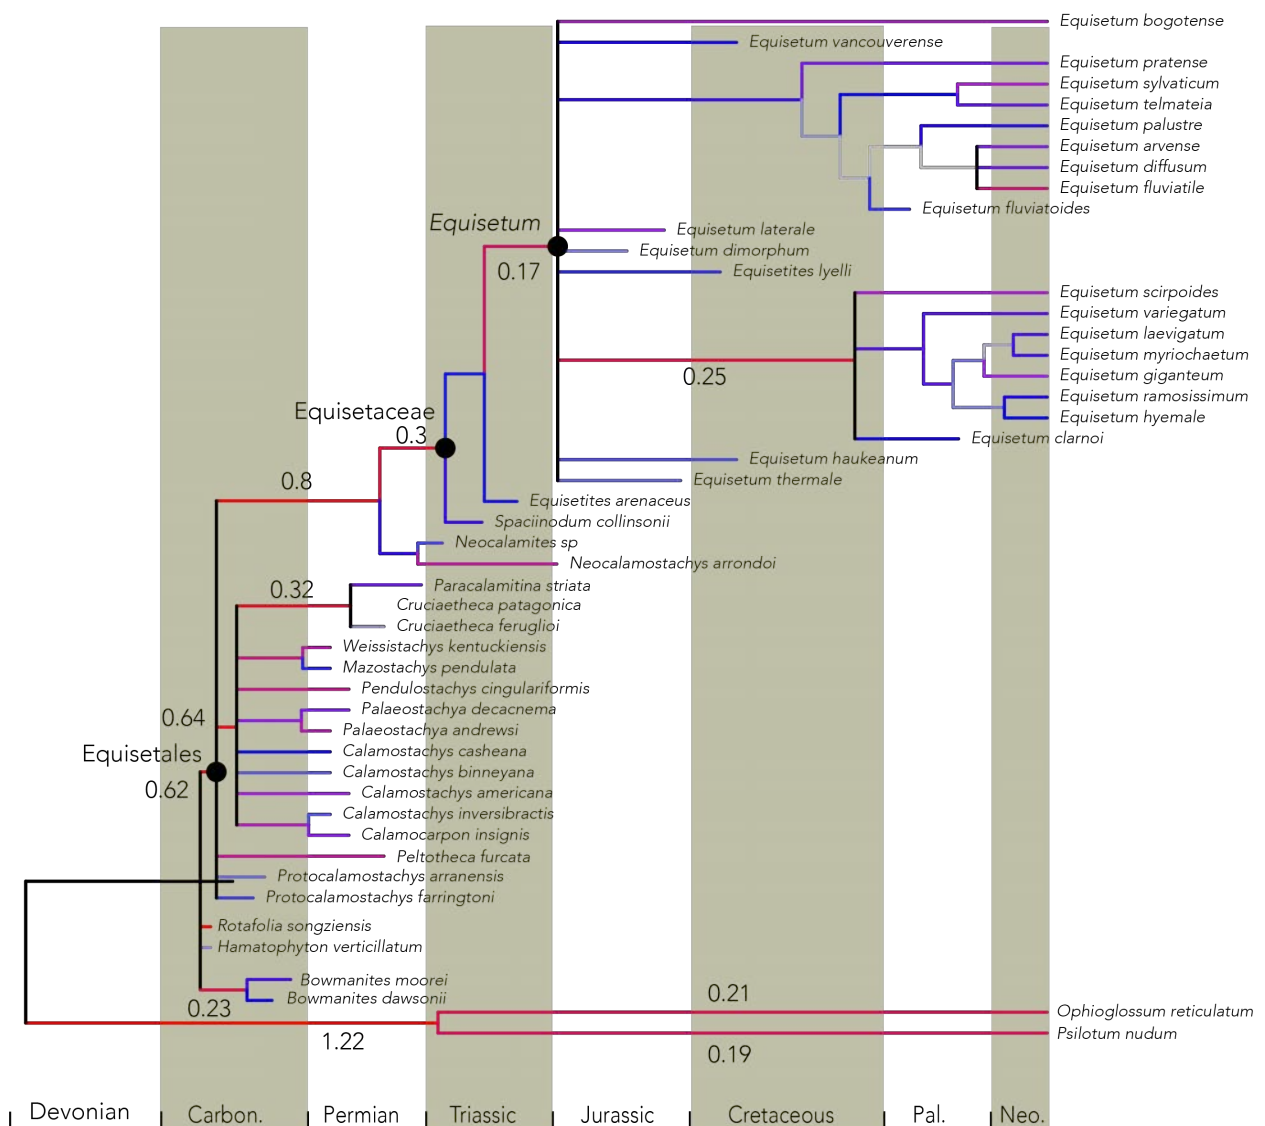 Equisetum bogotense
Equisetum vancouverense
Equisetum pratense
Equisetum sylvaticum
Equisetum telmateia
Equisetum palustre
Equisetum arvense
Equisetum diffusum
Equisetum fluviatile
Equisetum fluviatoides
Equisetum
Equisetum laterale
Equisetum dimorphum
0.17
Equisetites lyelli
Equisetum scirpoides
Equisetum variegatum
Equisetum laevigatum
Equisetum myriochaetum
0.25
Equisetum giganteum
Equisetum ramosissimum
Equisetaceae
Equisetum hyemale
0.3
Equisetum clarnoi
Equisetum haukeanum
0.8
Equisetum thermale
Equisetites arenaceus
Spaciinodum collinsonii
Neocalamites sp
Neocalamostachys arrondoi
0.32
Paracalamitina striata
Cruciaetheca patagonica
Cruciaetheca feruglioi
Weissistachys kentuckiensis
Mazostachys pendulata
Pendulostachys cingulariformis
Palaeostachya decacnema
0.64
Palaeostachya andrewsi
Equisetales
Calamostachys casheana
Calamostachys binneyana
0.62
Calamostachys americana
Calamostachys inversibractis
Calamocarpon insignis
Peltotheca furcata
Protocalamostachys arranensis
Protocalamostachys farringtoni
Rotafolia songziensis
Hamatophyton verticillatum
Bowmanites moorei
Bowmanites dawsonii
0.23
0.21
Ophioglossum reticulatum
1.22
Psilotum nudum
0.19
Devonian Carbon. Permian Triassic Jurassic Cretaceous Pal. Neo.